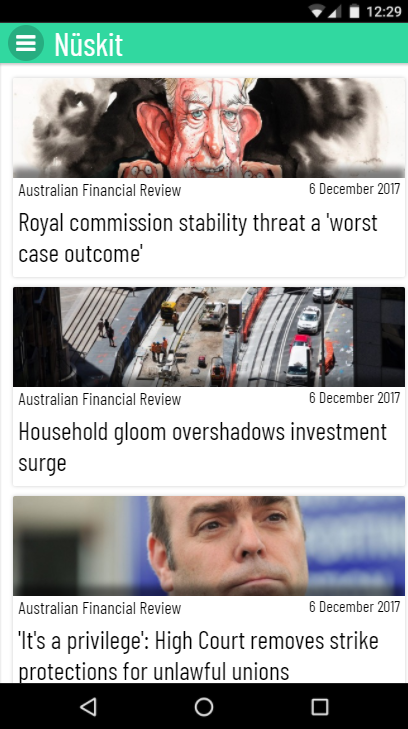 12:29
Nüskit
Australian Financial Review 6 December 2017
Royal commission stability threat a 'worst
case outcome'
Australian Financial Review 6 December 2017
Household gloom overshadows investment
surge
Australian Financial Review 6 December 2017
'It's a privilege': High Court removes strike
protections for unlawful unions